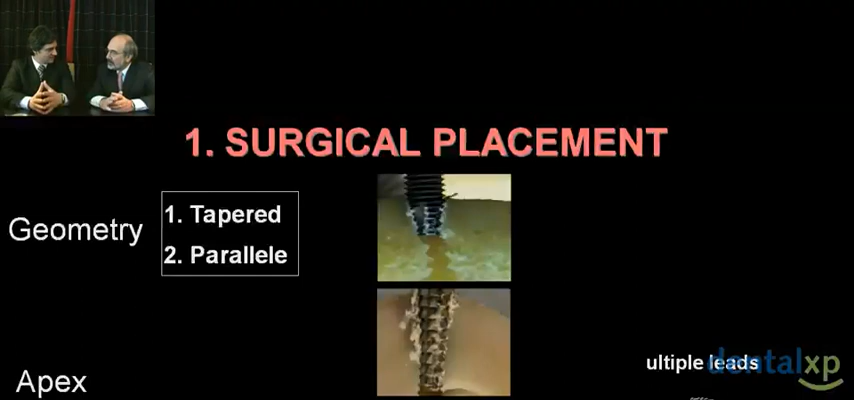 1. SURGICAL PLACEMENT
Geometry
1. Tapered
2. Parallele
ultiple leads
dentalxp
Apex